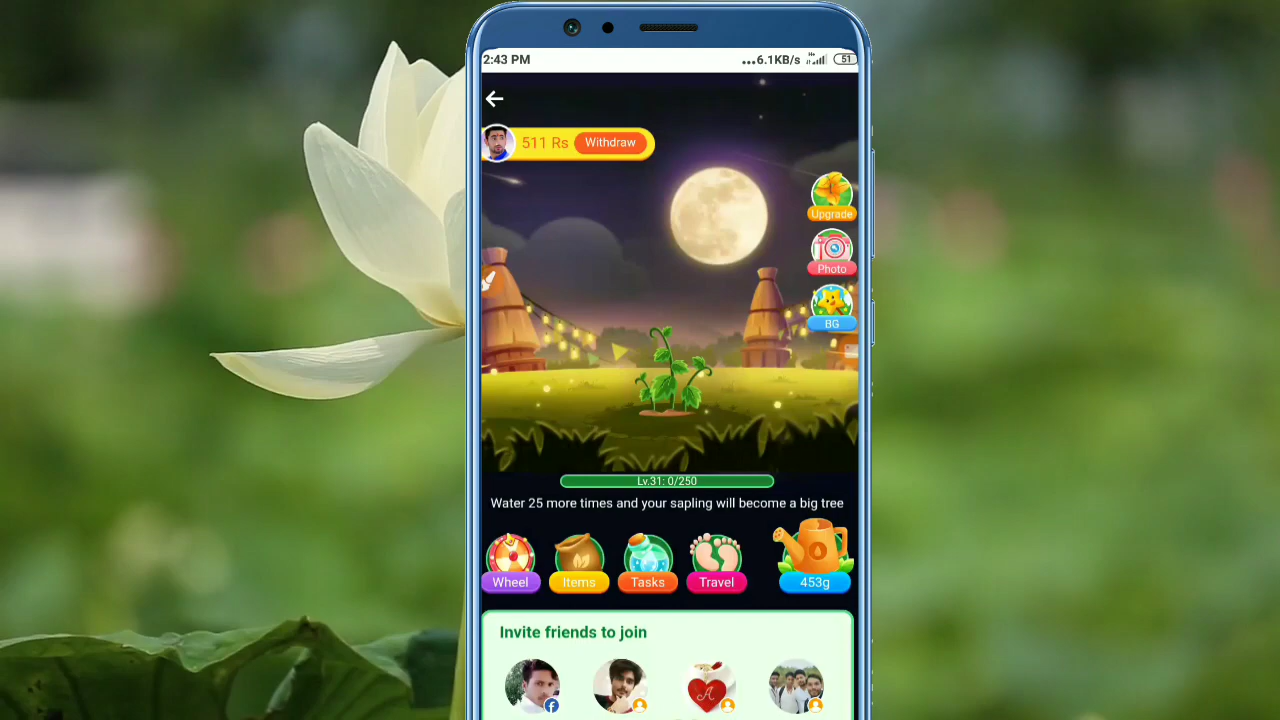 2:43 PM
...6.1KB/s
51
511 Rs
Withdraw
Upgrade
Photo
BG
Lv.31: 0/250
Water 25 more times and your sapling will become a big tree
Wheel
Items
Tasks
Travel
453g
Invite friends to join
A